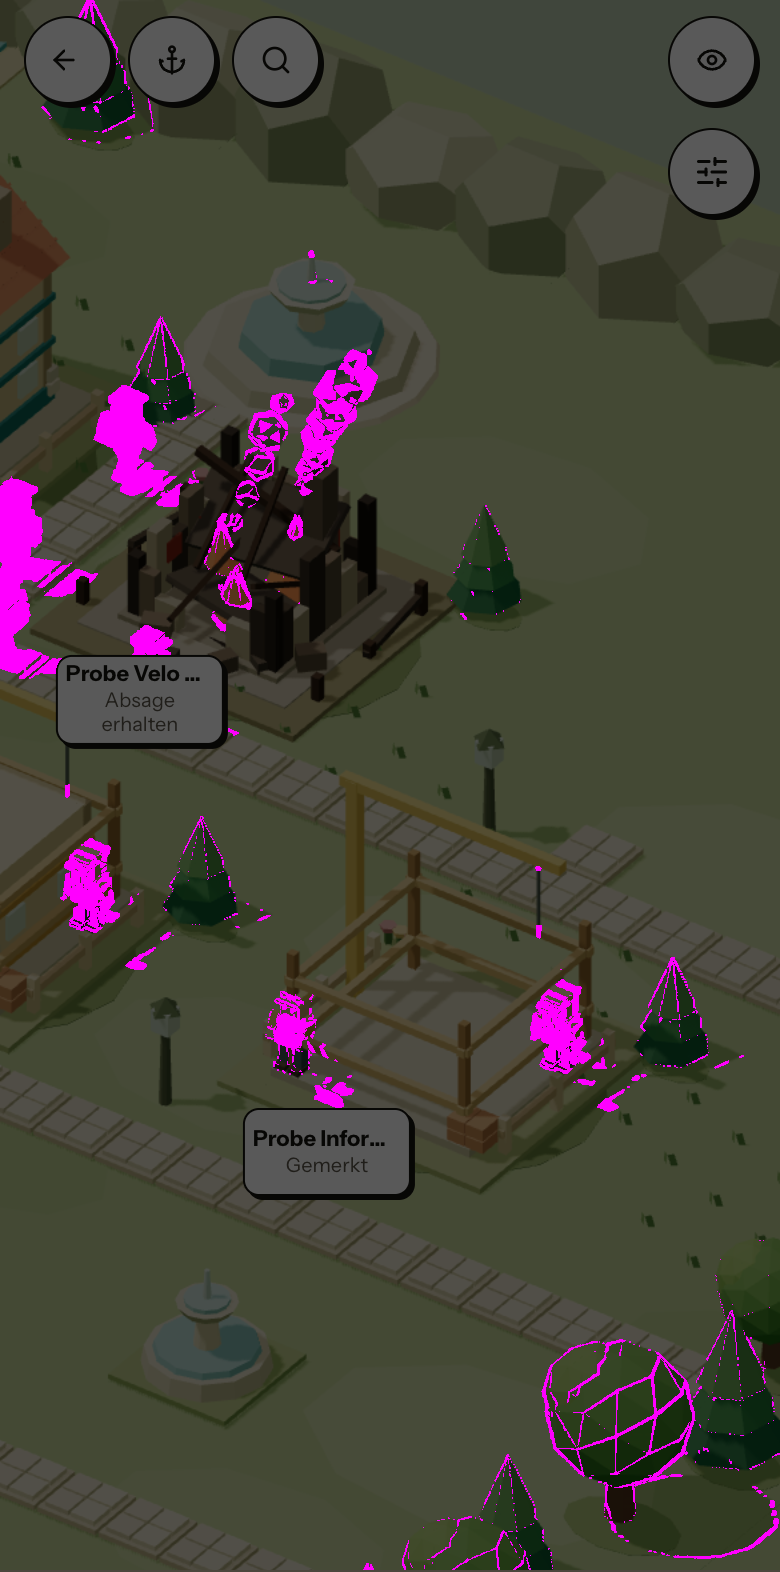 Probe Velo ...
Absage
erhalten
Probe Infor...
Gemerkt